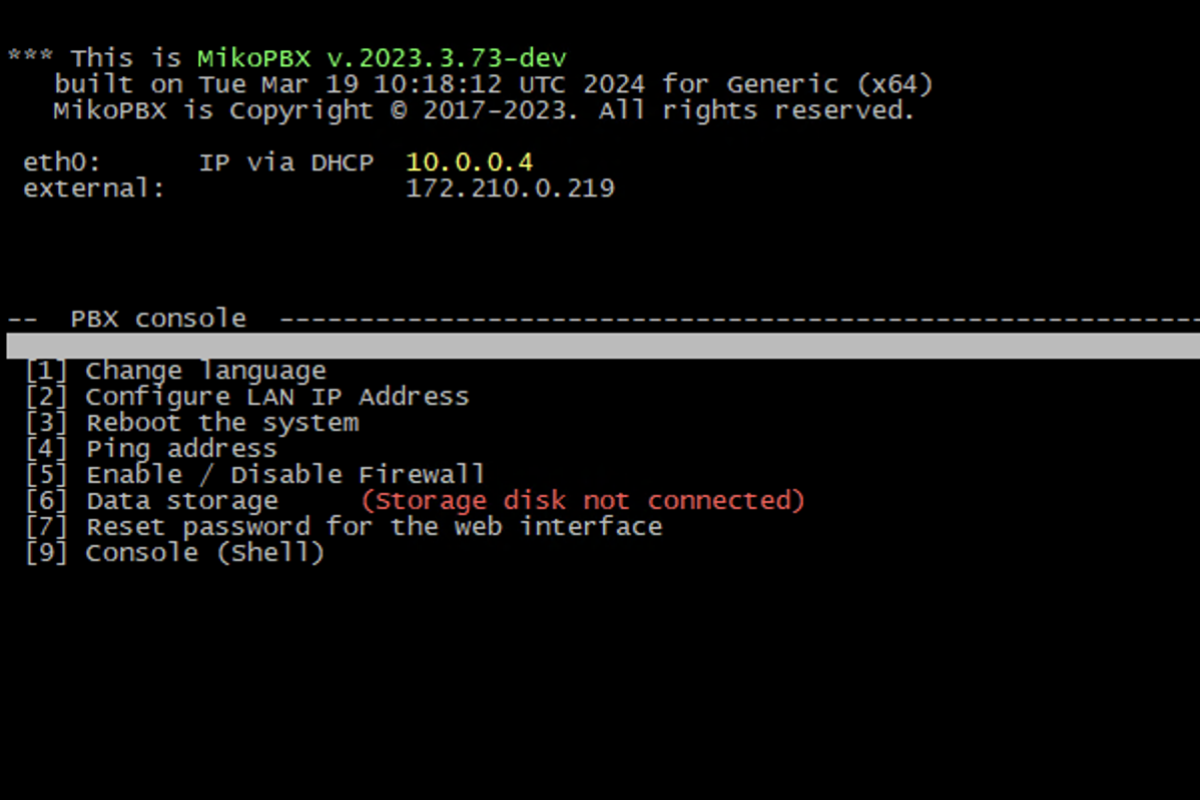 *** This is MikoPBX v.2023.3.73-dev
built on Tue Mar 19 10:18:12 UTC 2024 for Generic (x64)
MikoPBX is Copyright © 2017-2023. All rights reserved.
eth0: IP via DHCP 10.0.0.4
external: 172.210.0.219
-- PBX console ----------------------------------------------------------
[1] Change language
[2] Configure LAN IP Address
[3] Reboot the system
[4] Ping address
[5] Enable / Disable Firewall
[6] Data storage (Storage disk not connected)
[7] Reset password for the web interface
[9] Console (Shell)